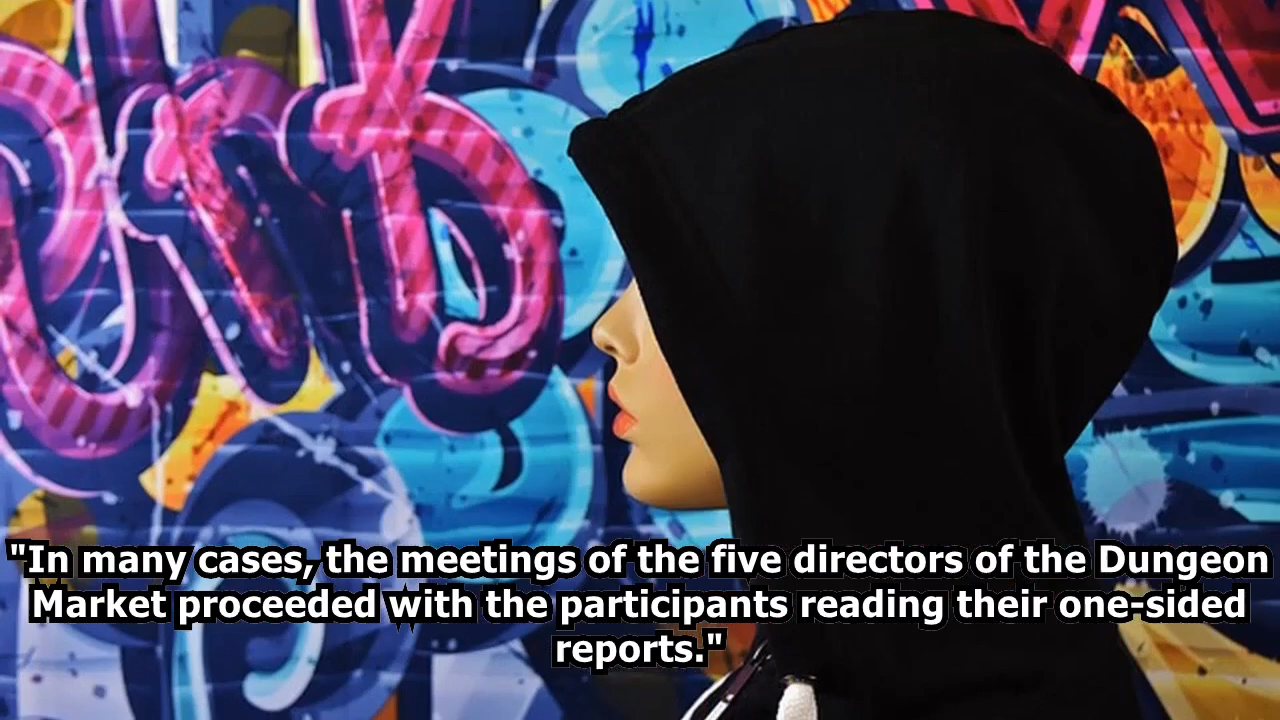 "In many cases, the meetings of the five directors of the Dungeon
Market proceeded with the participants reading their one-sided
reports."